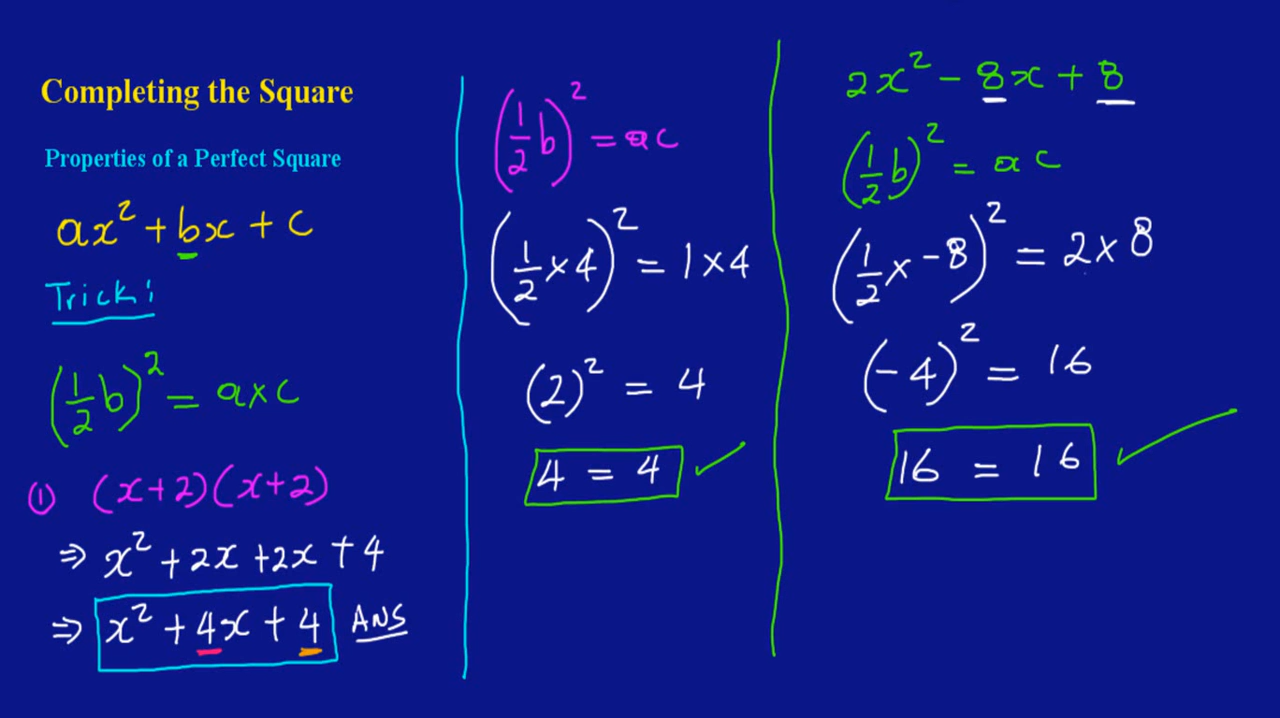 Completing the Square
Properties of a Perfect Square
ax² + bx + c
Trick:
(½b)² = a×c
① (x+2)(x+2)
⇒ x² + 2x + 2x + 4
⇒ x² + 4x + 4 ANS
(½b)² = ac
(½ × 4)² = 1 × 4
(2)² = 4
4 = 4 ✓
2x² − 8x + 8
(½b)² = ac
(½ × −8)² = 2 × 8
(−4)² = 16
16 = 16 ✓